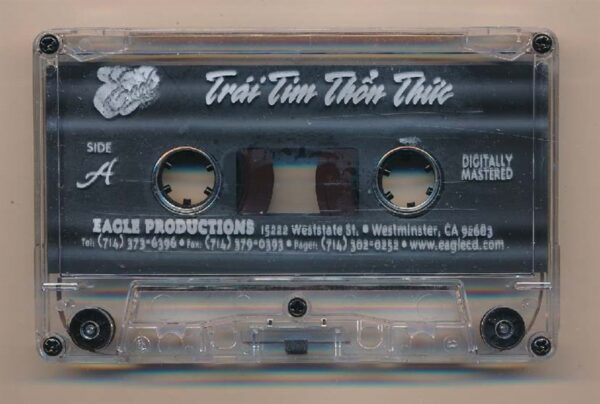 Trái Tim Thổn Thức
SIDE
A
DIGITALLY
MASTERED
EAGLE PRODUCTIONS 15222 Weststate St. • Westminster, CA 92683
Tel: (714) 373-6396 • Fax: (714) 379-0393 • Pager: (714) 302-0252 • www.eaglecd.com